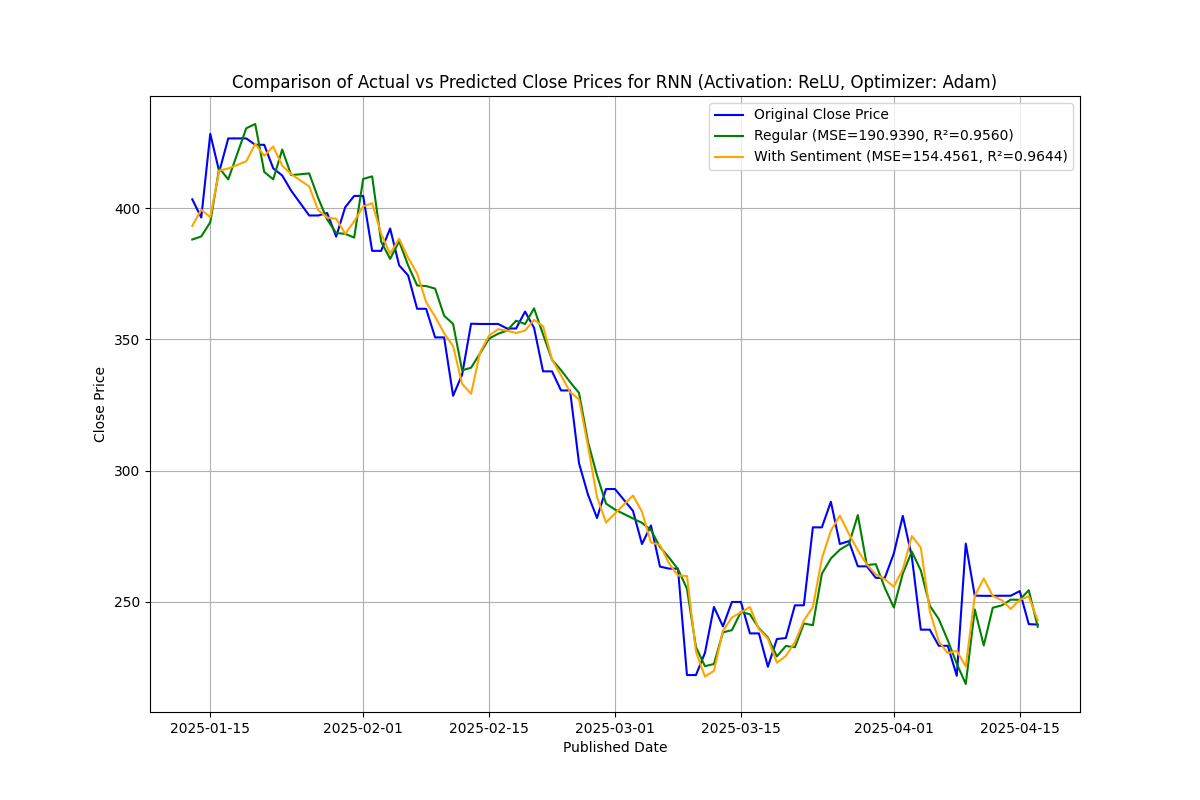 Comparison of Actual vs Predicted Close Prices for RNN (Activation: ReLU, Optimizer: Adam)
Original Close Price
Regular (MSE=190.9390, R²=0.9560)
With Sentiment (MSE=154.4561, R²=0.9644)
Close Price
400
350
300
250
2025-01-15
2025-02-01
2025-02-15
2025-03-01
2025-03-15
2025-04-01
2025-04-15
Published Date